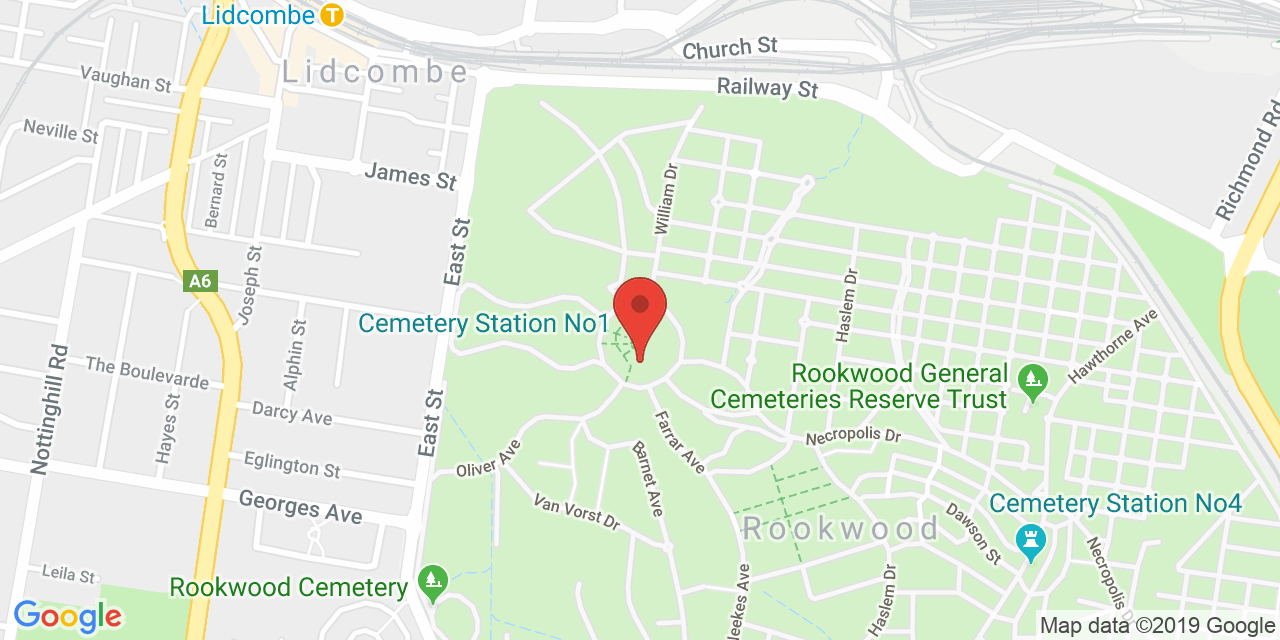 Lidcombe
T
Church St
Lidcombe
Vaughan St
Railway St
Neville St
Richmond Rd
James St
Bernard St
William Dr
East St
Joseph St
A6
Haslem Dr
Cemetery Station No1
Hawthorne Ave
Alphin St
Nottinghill Rd
The Boulevarde
Rookwood General
Cemeteries Reserve Trust
Hayes St
Darcy Ave
East St
Farrar Ave
Necropolis Dr
Eglington St
Oliver Ave
Barnet Ave
Georges Ave
Van Vorst Dr
Cemetery Station No4
Rookwood
Dawson St
Leila St
Rookwood Cemetery
Haslem Dr
Necropolis
Google
Map data ©2019 Google